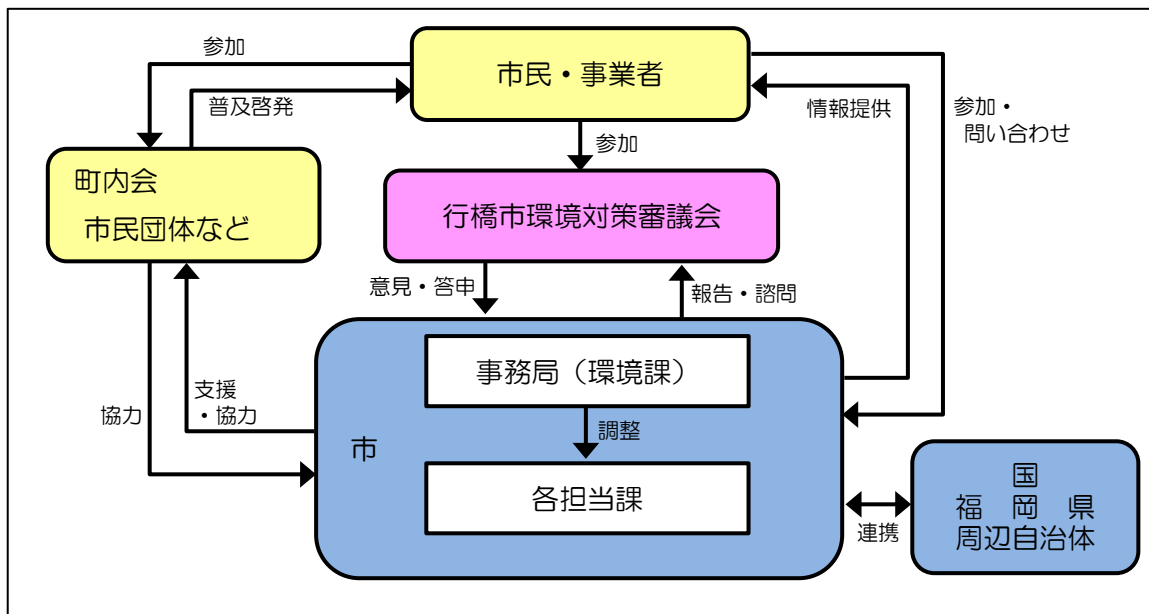 参加
市民・事業者
普及啓発
情報提供
参加・
問い合わせ
参加
町内会
市民団体など
行橋市環境対策審議会
意見・答申
報告・諮問
事務局（環境課）
支援
・協力
協力
調整
市
各担当課
連携
国
福　岡　県
周辺自治体